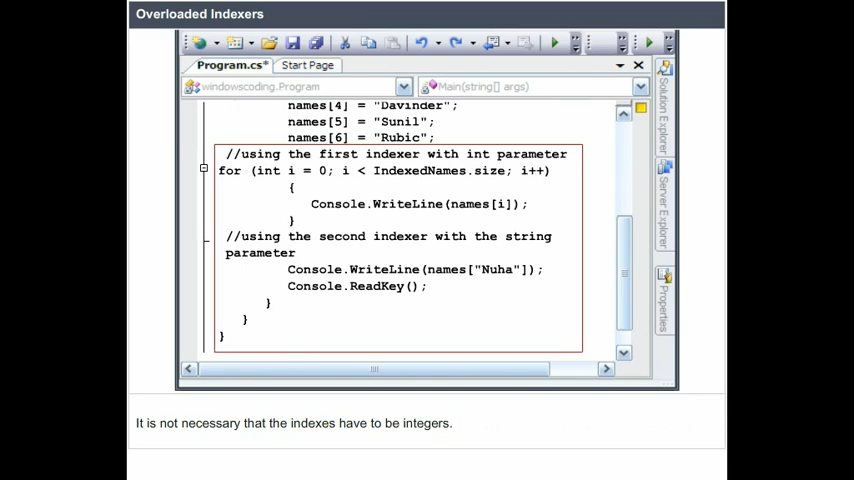 Overloaded Indexers
Program.cs*
Start Page
windowscoding.Program
Main(string[] args)
names[4] = "Davinder";
names[5] = "Sunil";
names[6] = "Rubic";
//using the first indexer with int parameter
for (int i = 0; i < IndexedNames.size; i++)
{
Console.WriteLine(names[i]);
}
//using the second indexer with the string
parameter
Console.WriteLine(names["Nuha"]);
Console.ReadKey();
}
}
}
Solution Explorer
Server Explorer
Properties
It is not necessary that the indexes have to be integers.